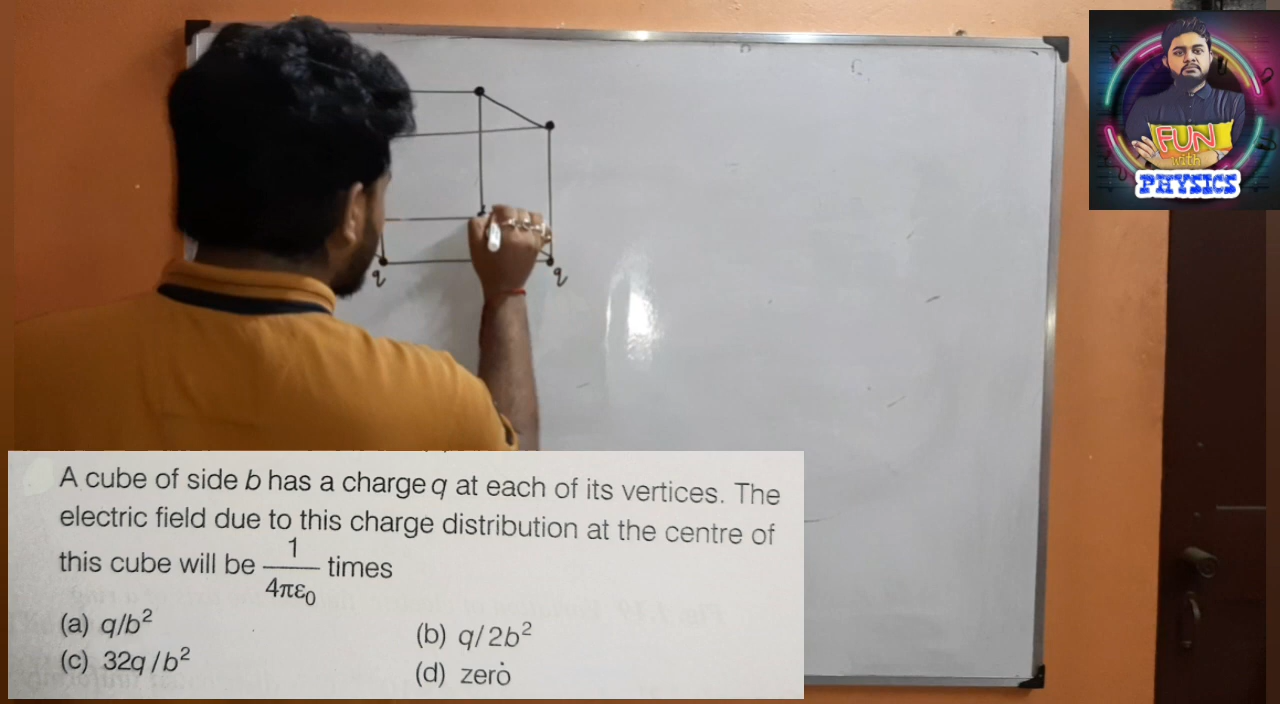 FUN
with
PHYSICS
q
q
A cube of side b has a charge q at each of its vertices. The
electric field due to this charge distribution at the centre of
this cube will be 1/4πε₀ times
(a) q/b²
(b) q/2b²
(c) 32q/b²
(d) zero